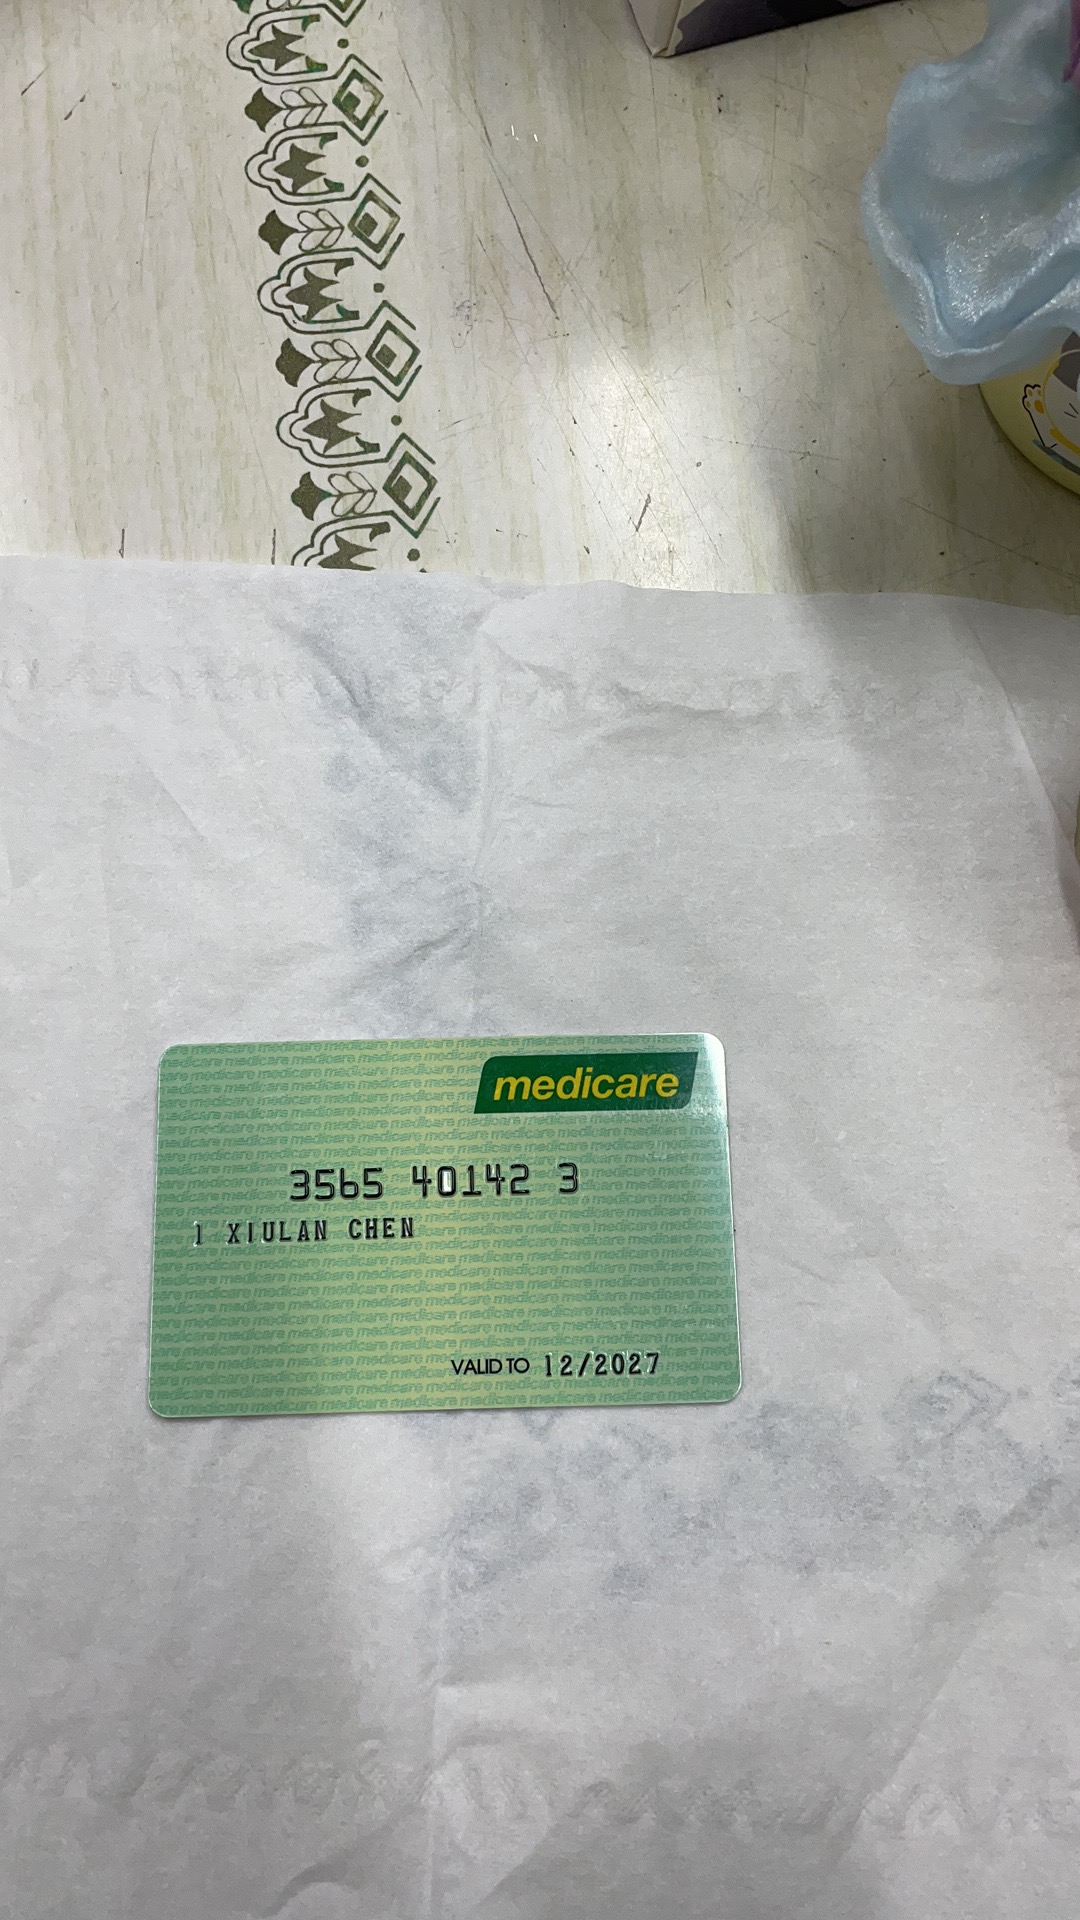 medicare
3565 40142 3
1 XIULAN CHEN
VALID TO 12/2027